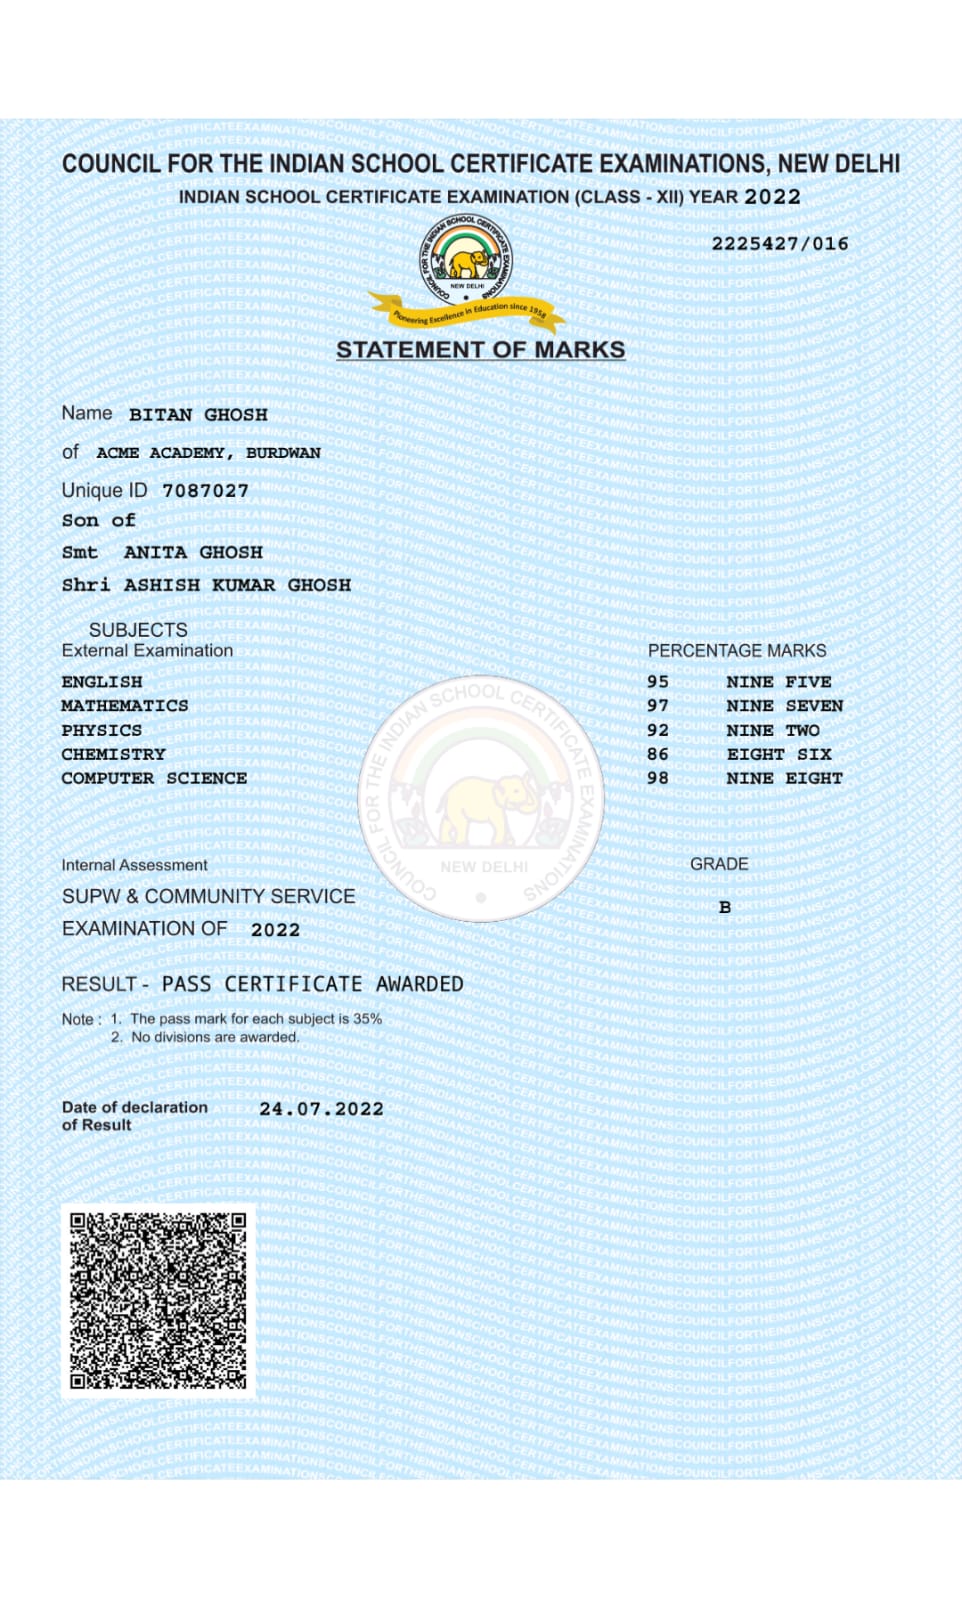 COUNCIL FOR THE INDIAN SCHOOL CERTIFICATE EXAMINATIONS, NEW DELHI
INDIAN SCHOOL CERTIFICATE EXAMINATION (CLASS - XII) YEAR 2022
2225427/016
COUNCIL FOR THE INDIAN SCHOOL CERTIFICATE EXAMINATIONS
NEW DELHI
Pioneering Excellence in Education since 1958
STATEMENT OF MARKS
Name BITAN GHOSH
of ACME ACADEMY, BURDWAN
Unique ID 7087027
Son of
Smt ANITA GHOSH
Shri ASHISH KUMAR GHOSH
SUBJECTS
External Examination PERCENTAGE MARKS
ENGLISH 95 NINE FIVE
MATHEMATICS 97 NINE SEVEN
PHYSICS 92 NINE TWO
CHEMISTRY 86 EIGHT SIX
COMPUTER SCIENCE 98 NINE EIGHT
COUNCIL FOR THE INDIAN SCHOOL CERTIFICATE EXAMINATIONS
NEW DELHI
Internal Assessment GRADE
SUPW & COMMUNITY SERVICE B
EXAMINATION OF 2022
RESULT - PASS CERTIFICATE AWARDED
Note : 1. The pass mark for each subject is 35%
2. No divisions are awarded.
Date of declaration 24.07.2022
of Result